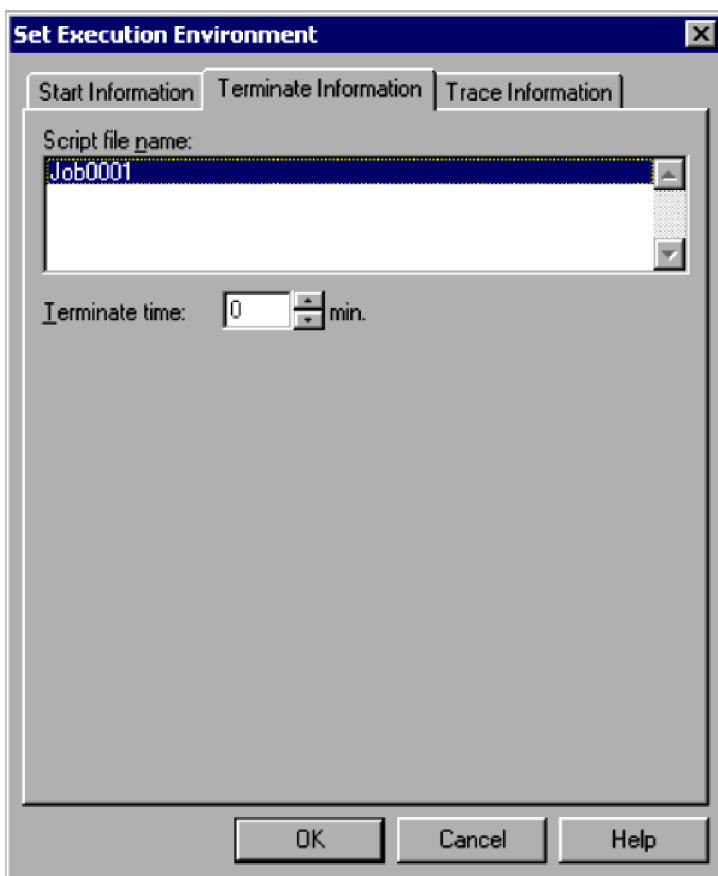 Set Execution Environment
Start Information Terminate Information Trace Information
Script file name:
Job0001
Terminate time: 0 min.
OK Cancel Help